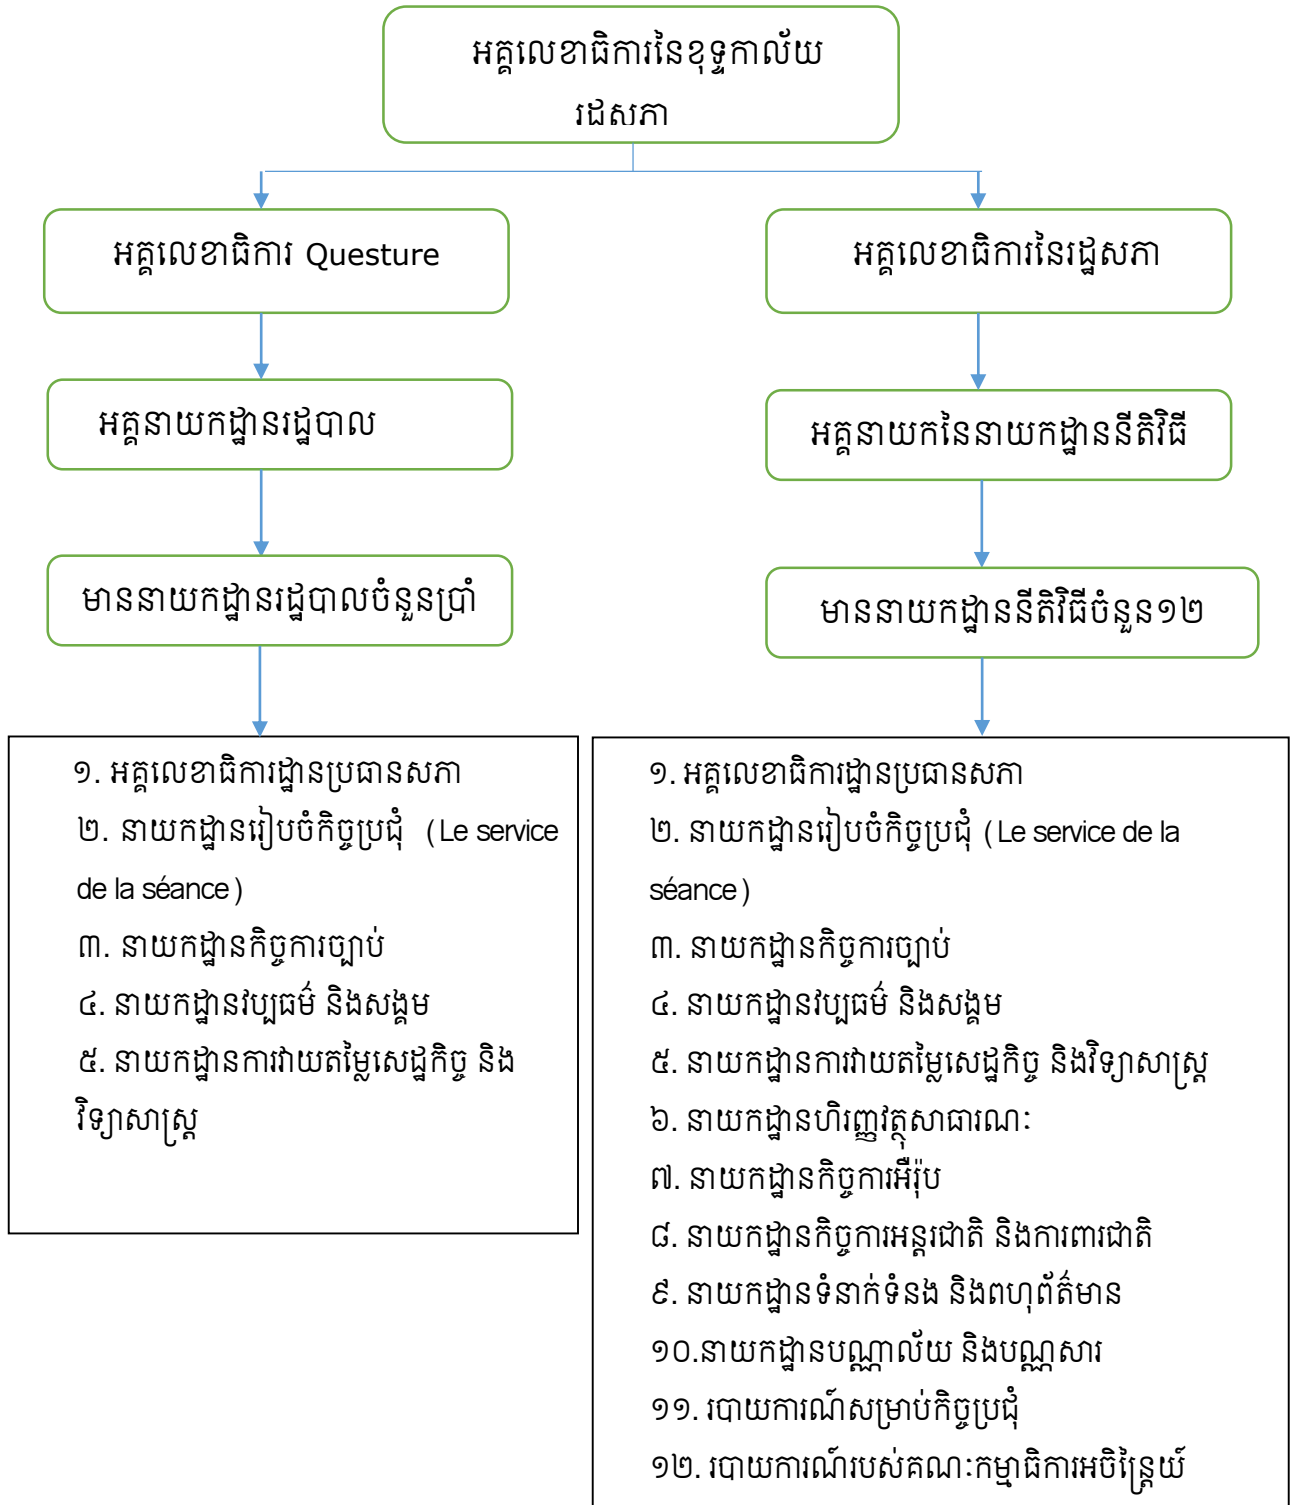 អគ្គលេខាធិការនៃខុទ្ទកាល័យ
រដសភា
អគ្គលេខាធិការ Questure
អគ្គលេខាធិការនៃរដ្ឋសភា
អគ្គនាយកដ្ឋានរដ្ឋបាល
អគ្គនាយកនៃនាយកដ្ឋាននីតិវិធី
មាននាយកដ្ឋានរដ្ឋបាលចំនួនប្រាំ
មាននាយកដ្ឋាននីតិវិធីចំនួន១២
១. អគ្គលេខាធិការដ្ឋានប្រធានសភា
២. នាយកដ្ឋានរៀបចំកិច្ចប្រជុំ (Le service
de la séance)
៣. នាយកដ្ឋានកិច្ចការច្បាប់
៤. នាយកដ្ឋានវប្បធម៌ និងសង្គម
៥. នាយកដ្ឋានការវាយតម្លៃសេដ្ឋកិច្ច និង
វិទ្យាសាស្ត្រ
១. អគ្គលេខាធិការដ្ឋានប្រធានសភា
២. នាយកដ្ឋានរៀបចំកិច្ចប្រជុំ (Le service de la
séance)
៣. នាយកដ្ឋានកិច្ចការច្បាប់
៤. នាយកដ្ឋានវប្បធម៌ និងសង្គម
៥. នាយកដ្ឋានការវាយតម្លៃសេដ្ឋកិច្ច និងវិទ្យាសាស្ត្រ
៦. នាយកដ្ឋានហិរញ្ញវត្ថុសាធារណៈ
៧. នាយកដ្ឋានកិច្ចការអឺរ៉ុប
៨. នាយកដ្ឋានកិច្ចការអន្តរជាតិ និងការពារជាតិ
៩. នាយកដ្ឋានទំនាក់ទំនង និងពហុព័ត៌មាន
១០.នាយកដ្ឋានបណ្ណាល័យ និងបណ្ណសារ
១១. របាយការណ៍សម្រាប់កិច្ចប្រជុំ
១២. របាយការណ៍របស់គណៈកម្មាធិការអចិន្ត្រៃយ៍